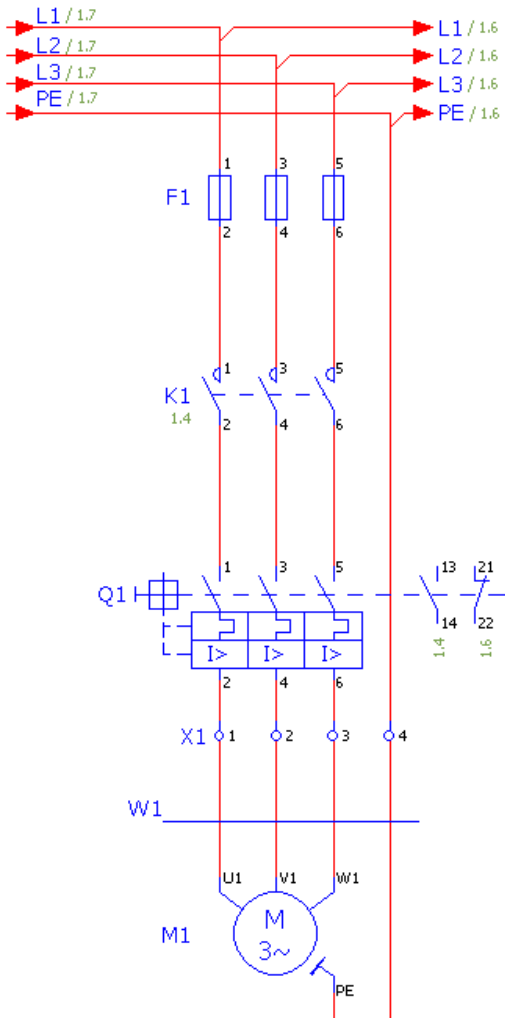 L1 / 1.7
L1 / 1.6
L2 / 1.7
L2 / 1.6
L3 / 1.7
L3 / 1.6
PE / 1.7
PE / 1.6
1 3 5
F1
2 4 6
1 3 5
K1
1.4
2 4 6
1 3 5 13 21
Q1
14 22
I> I> I>
1.4 1.6
2 4 6
X1 1 2 3 4
W1
U1 V1 W1
M
M1
3~
PE